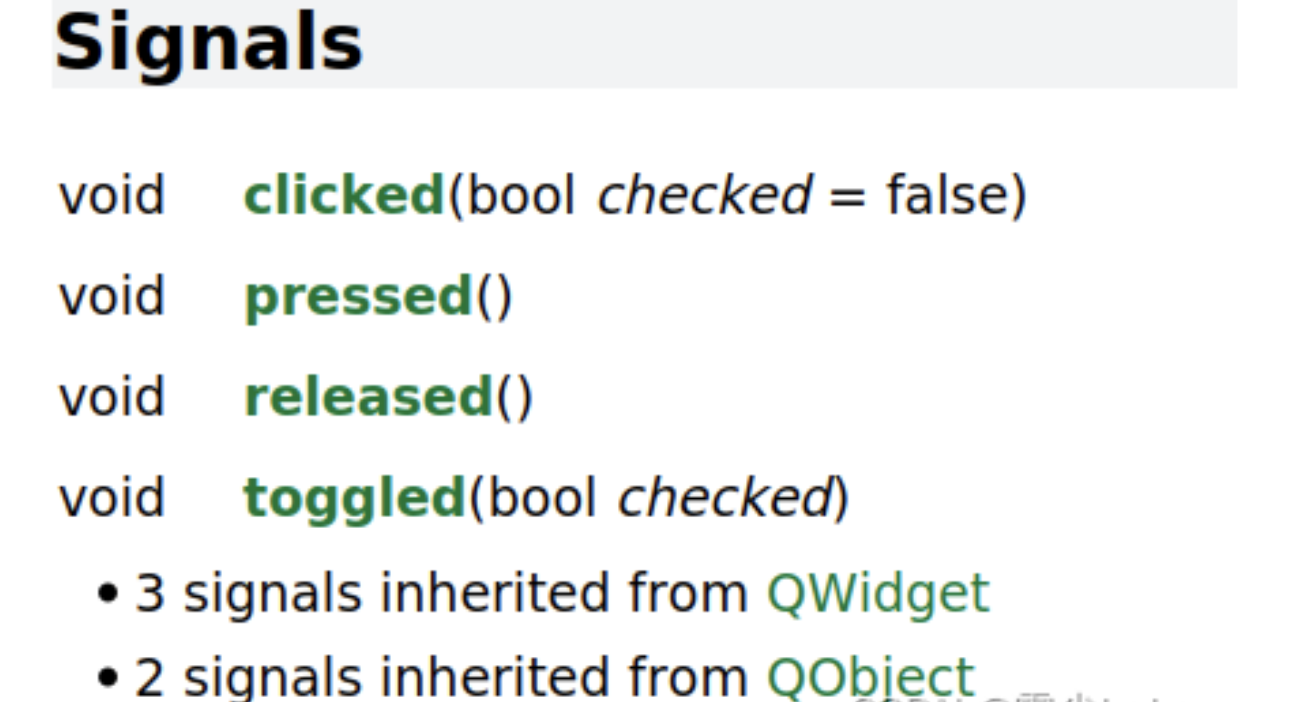 Signals
void clicked(bool checked = false)
void pressed()
void released()
void toggled(bool checked)
• 3 signals inherited from QWidget
• 2 signals inherited from QObject